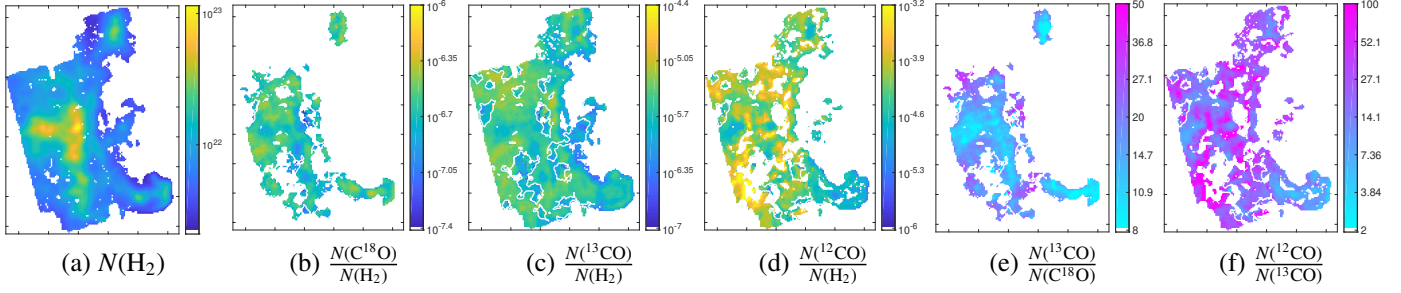 10²³
10²²
(a) N(H₂)
10⁻⁶
10⁻⁶·³⁵
10⁻⁶·⁷
10⁻⁷·⁰⁵
10⁻⁷·⁴
(b) N(C¹⁸O)
N(H₂)
10⁻⁴·⁴
10⁻⁵·⁰⁵
10⁻⁵·⁷
10⁻⁶·³⁵
10⁻⁷
(c) N(¹³CO)
N(H₂)
10⁻³·²
10⁻³·⁹
10⁻⁴·⁶
10⁻⁵·³
10⁻⁶
(d) N(¹²CO)
N(H₂)
50
36.8
27.1
20
14.7
10.9
8
(e) N(¹³CO)
N(C¹⁸O)
100
52.1
27.1
14.1
7.36
3.84
2
(f) N(¹²CO)
N(¹³CO)